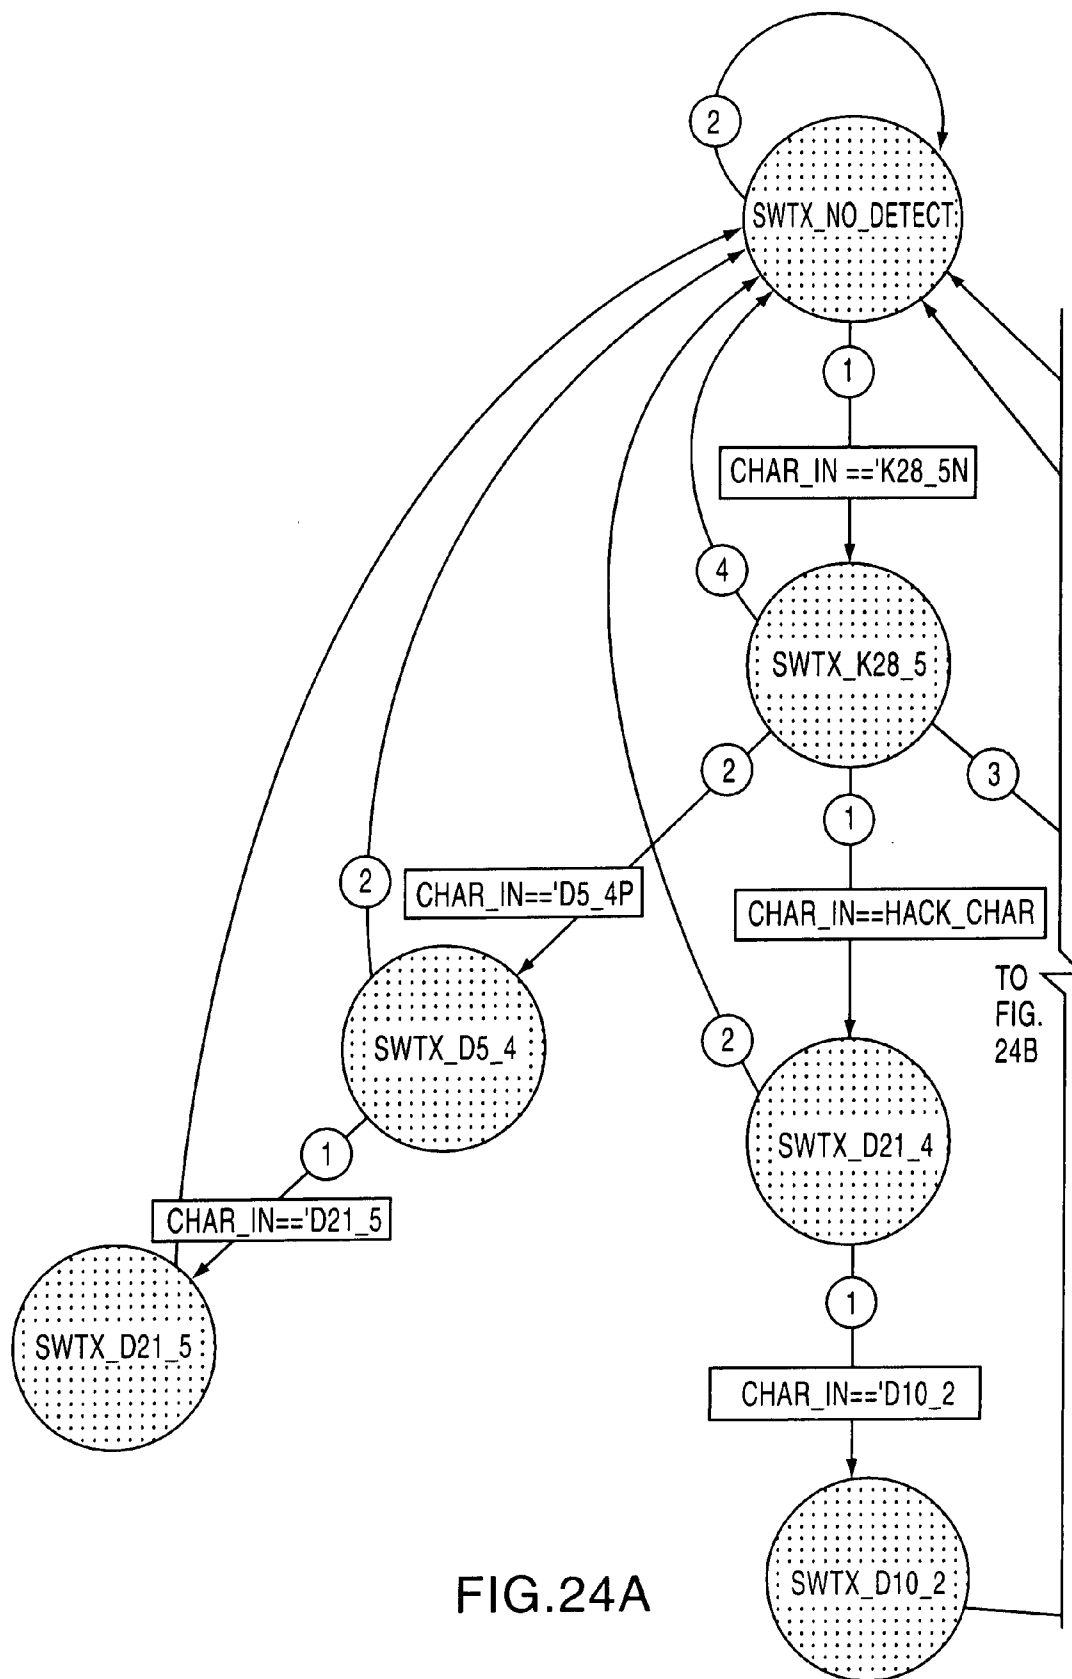 2
SWTX_NO_DETECT
1
CHAR_IN =='K28_5N
4
SWTX_K28_5
2
3
1
2
CHAR_IN=='D5_4P
CHAR_IN==HACK_CHAR
TO
FIG.
24B
SWTX_D5_4
2
SWTX_D21_4
1
CHAR_IN=='D21_5
1
SWTX_D21_5
CHAR_IN=='D10_2
SWTX_D10_2
FIG.24A